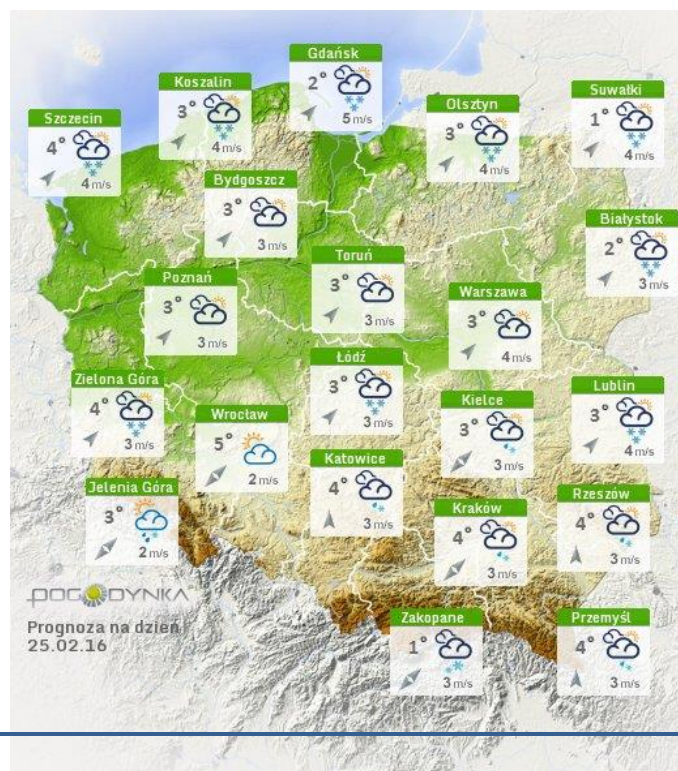 Gdańsk
2°
5 m/s
Koszalin
3°
4 m/s
Suwałki
1°
4 m/s
Olsztyn
3°
4 m/s
Szczecin
4°
4 m/s
Bydgoszcz
3°
3 m/s
Białystok
2°
3 m/s
Toruń
3°
3 m/s
Poznań
3°
3 m/s
Warszawa
3°
4 m/s
Łódź
3°
3 m/s
Zielona Góra
4°
3 m/s
Lublin
3°
4 m/s
Kielce
3°
3 m/s
Wrocław
5°
2 m/s
Katowice
4°
3 m/s
Jelenia Góra
3°
2 m/s
Rzeszów
4°
3 m/s
Kraków
4°
3 m/s
POGODYNKA
Prognoza na dzień
25.02.16
Zakopane
1°
3 m/s
Przemyśl
4°
3 m/s